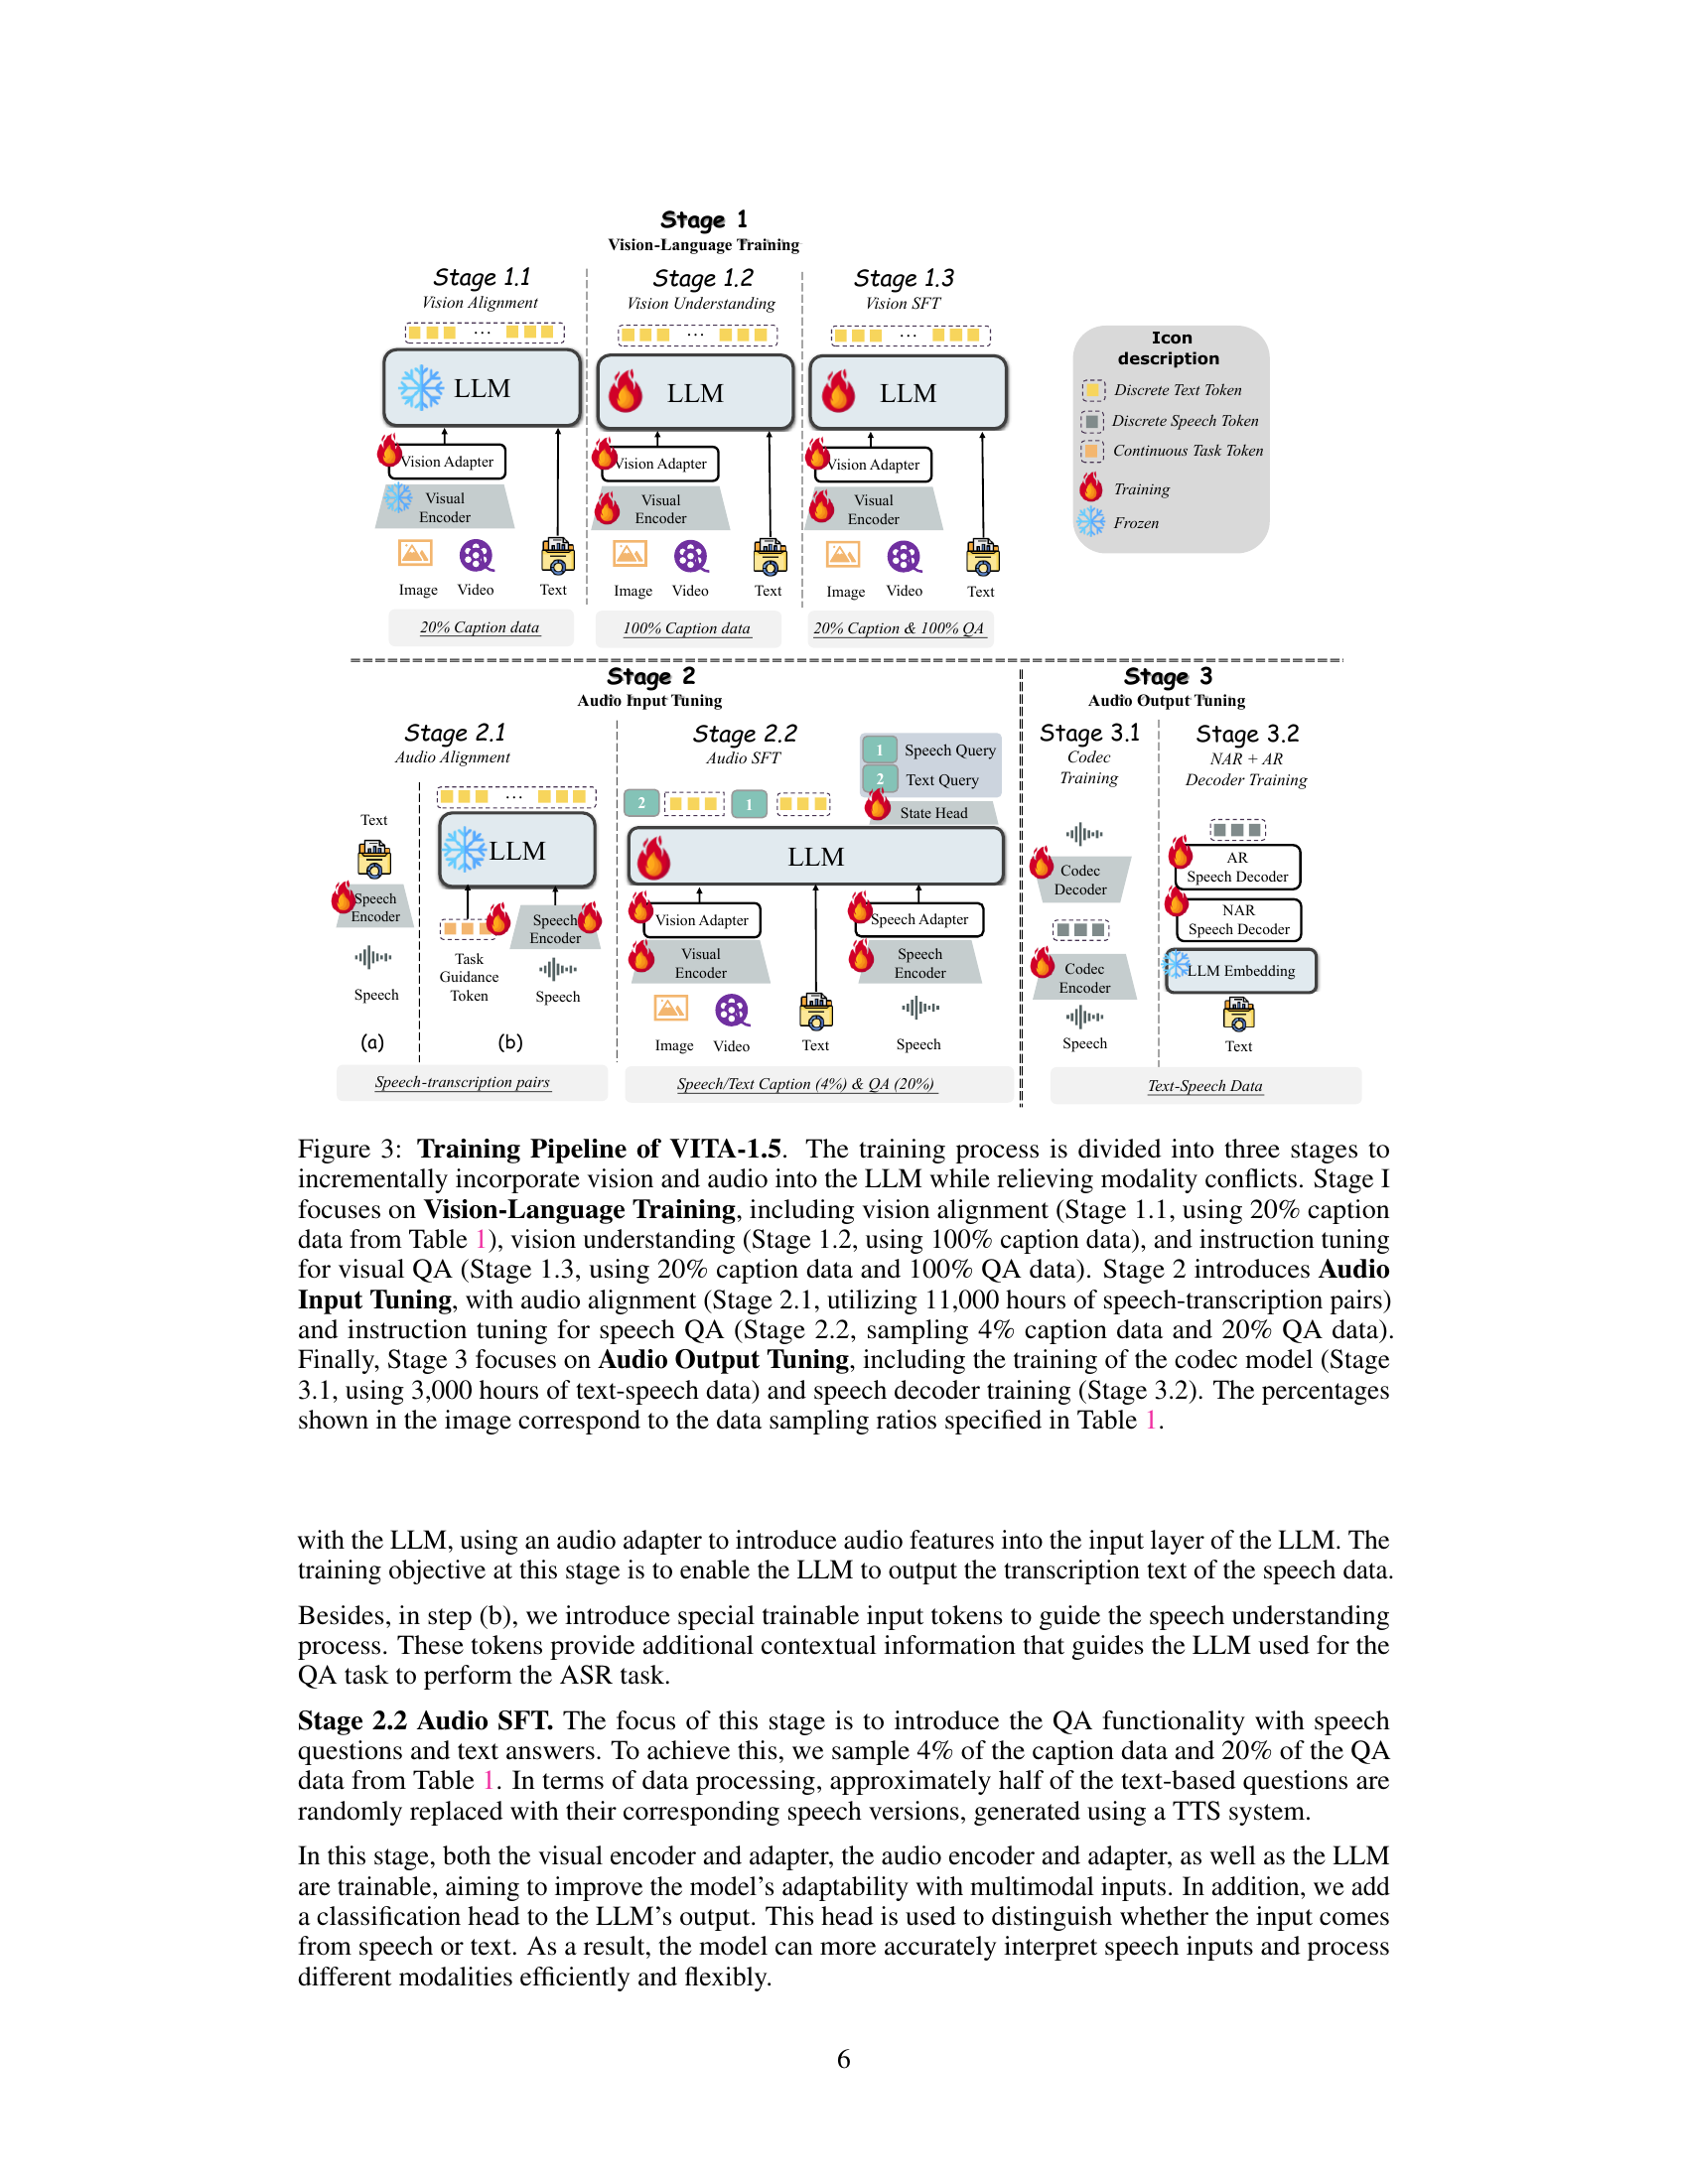 Stage 1
Vision-Language Training
Stage 1.1
Vision Alignment
...
LLM
Vision Adapter
Visual
Encoder
Image Video Text
20% Caption data
Stage 1.2
Vision Understanding
...
LLM
Vision Adapter
Visual
Encoder
Image Video Text
100% Caption data
Stage 1.3
Vision SFT
...
LLM
Vision Adapter
Visual
Encoder
Image Video Text
20% Caption & 100% QA
Icon
description
Discrete Text Token
Discrete Speech Token
Continuous Task Token
Training
Frozen
Stage 2
Audio Input Tuning
Stage 2.1
Audio Alignment
Text
Speech
Encoder
Speech
(a)
...
LLM
Speech
Encoder
Task
Guidance
Token
Speech
(b)
Speech-transcription pairs
Stage 2.2
Audio SFT
1 Speech Query
2 Text Query
State Head
2 1
LLM
Vision Adapter
Speech Adapter
Visual
Encoder
Speech
Encoder
Image Video Text Speech
Speech/Text Caption (4%) & QA (20%)
Stage 3
Audio Output Tuning
Stage 3.1
Codec
Training
Codec
Decoder
Codec
Encoder
Speech
Stage 3.2
NAR + AR
Decoder Training
AR
Speech Decoder
NAR
Speech Decoder
LLM Embedding
Text
Text-Speech Data
Figure 3: Training Pipeline of VITA-1.5. The training process is divided into three stages to
incrementally incorporate vision and audio into the LLM while relieving modality conflicts. Stage I
focuses on Vision-Language Training, including vision alignment (Stage 1.1, using 20% caption
data from Table 1), vision understanding (Stage 1.2, using 100% caption data), and instruction tuning
for visual QA (Stage 1.3, using 20% caption data and 100% QA data). Stage 2 introduces Audio
Input Tuning, with audio alignment (Stage 2.1, utilizing 11,000 hours of speech-transcription pairs)
and instruction tuning for speech QA (Stage 2.2, sampling 4% caption data and 20% QA data).
Finally, Stage 3 focuses on Audio Output Tuning, including the training of the codec model (Stage
3.1, using 3,000 hours of text-speech data) and speech decoder training (Stage 3.2). The percentages
shown in the image correspond to the data sampling ratios specified in Table 1.
with the LLM, using an audio adapter to introduce audio features into the input layer of the LLM. The
training objective at this stage is to enable the LLM to output the transcription text of the speech data.
Besides, in step (b), we introduce special trainable input tokens to guide the speech understanding
process. These tokens provide additional contextual information that guides the LLM used for the
QA task to perform the ASR task.
Stage 2.2 Audio SFT. The focus of this stage is to introduce the QA functionality with speech
questions and text answers. To achieve this, we sample 4% of the caption data and 20% of the QA
data from Table 1. In terms of data processing, approximately half of the text-based questions are
randomly replaced with their corresponding speech versions, generated using a TTS system.
In this stage, both the visual encoder and adapter, the audio encoder and adapter, as well as the LLM
are trainable, aiming to improve the model's adaptability with multimodal inputs. In addition, we add
a classification head to the LLM's output. This head is used to distinguish whether the input comes
from speech or text. As a result, the model can more accurately interpret speech inputs and process
different modalities efficiently and flexibly.
6